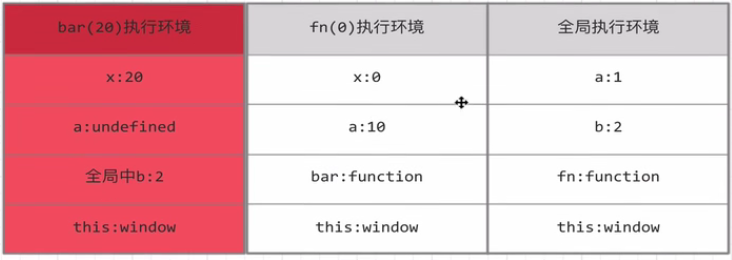 bar(20)执行环境 fn(0)执行环境 全局执行环境
x:20 x:0 a:1
a:undefined a:10 b:2
全局中b:2 bar:function fn:function
this:window this:window this:window